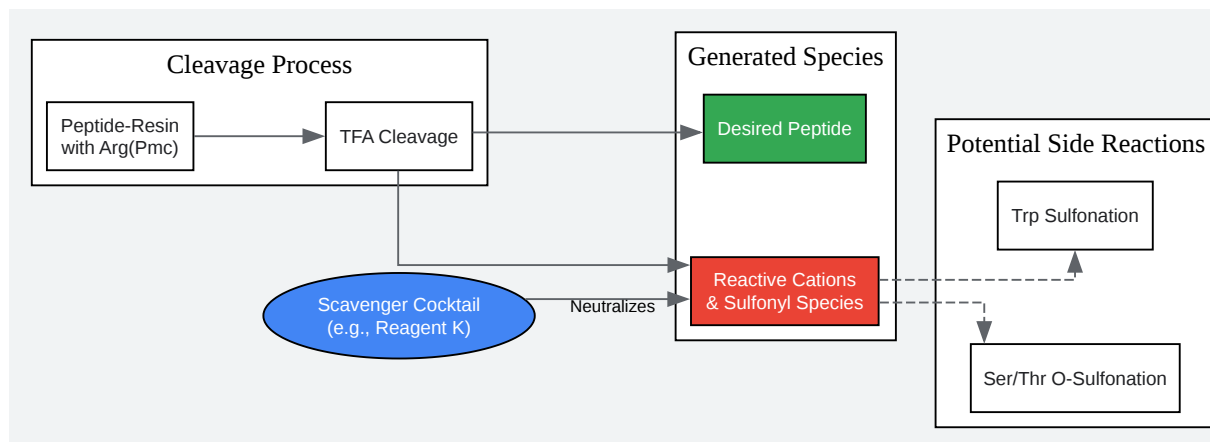 Cleavage Process
Peptide-Resin
with Arg(Pmc)
TFA Cleavage
Scavenger Cocktail
(e.g., Reagent K)
Neutralizes
Generated Species
Desired Peptide
Reactive Cations
& Sulfonyl Species
Potential Side Reactions
Trp Sulfonation
Ser/Thr O-Sulfonation